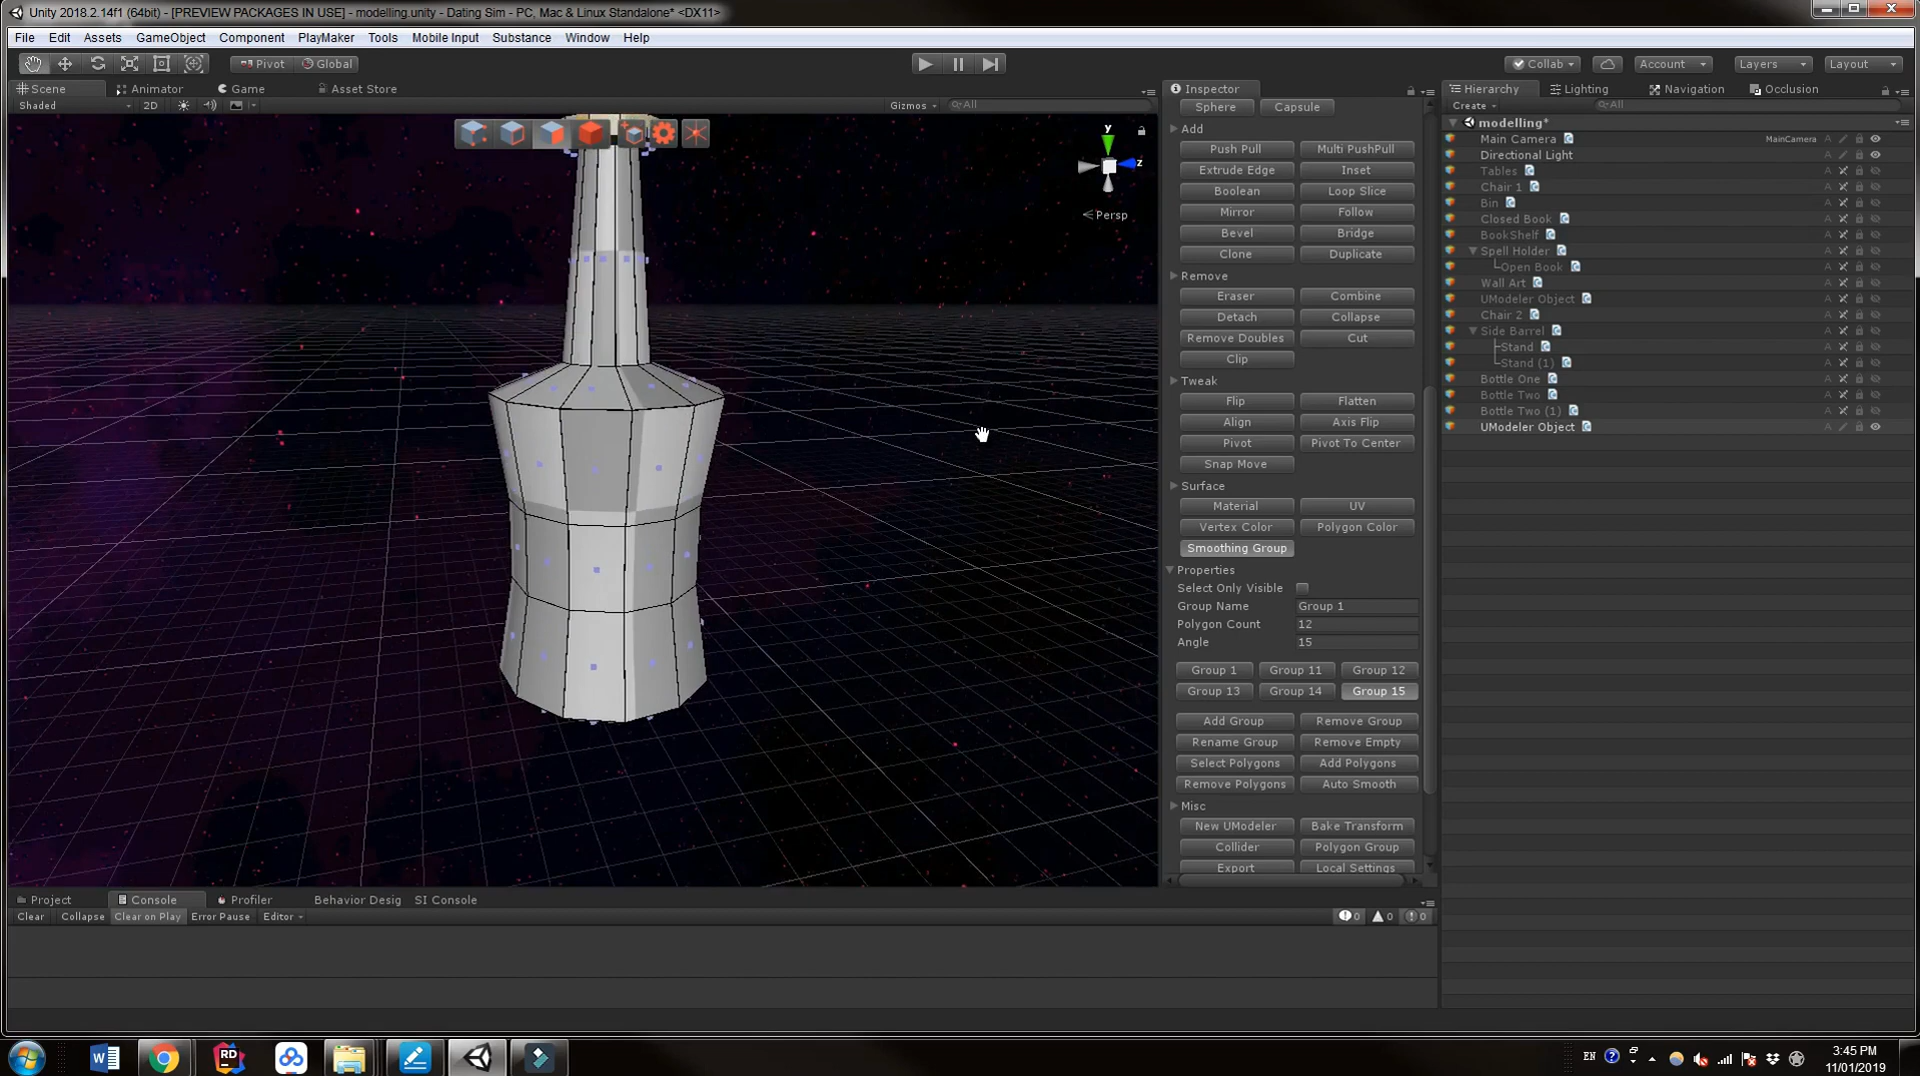 Unity 2018.2.14f1 (64bit) - [PREVIEW PACKAGES IN USE] - modelling.unity - Dating Sim - PC, Mac & Linux Standalone* <DX11>
File Edit Assets GameObject Component PlayMaker Tools Mobile Input Substance Window Help
Pivot Global Collab Account Layers Layout
Scene Animator Game Asset Store
Shaded 2D Gizmos All
y
z
Persp
Inspector
Sphere Capsule
Add
Push Pull Multi PushPull
Extrude Edge Inset
Boolean Loop Slice
Mirror Follow
Bevel Bridge
Clone Duplicate
Remove
Eraser Combine
Detach Collapse
Remove Doubles Cut
Clip
Tweak
Flip Flatten
Align Axis Flip
Pivot Pivot To Center
Snap Move
Surface
Material UV
Vertex Color Polygon Color
Smoothing Group
Properties
Select Only Visible
Group Name Group 1
Polygon Count 12
Angle 15
Group 1 Group 11 Group 12
Group 13 Group 14 Group 15
Add Group Remove Group
Rename Group Remove Empty
Select Polygons Add Polygons
Remove Polygons Auto Smooth
Misc
New UModeler Bake Transform
Collider Polygon Group
Export Local Settings
Hierarchy Lighting Navigation Occlusion
Create All
modelling*
Main Camera MainCamera A
Directional Light A
Tables A
Chair 1 A
Bin A
Closed Book A
BookShelf A
Spell Holder A
Open Book A
Wall Art A
UModeler Object A
Chair 2 A
Side Barrel A
Stand A
Stand (1) A
Bottle One A
Bottle Two A
Bottle Two (1) A
UModeler Object A
Project Console Profiler Behavior Desig SI Console
Clear Collapse Clear on Play Error Pause Editor 0 0 0
W RD EN ? 3:45 PM
11/01/2019